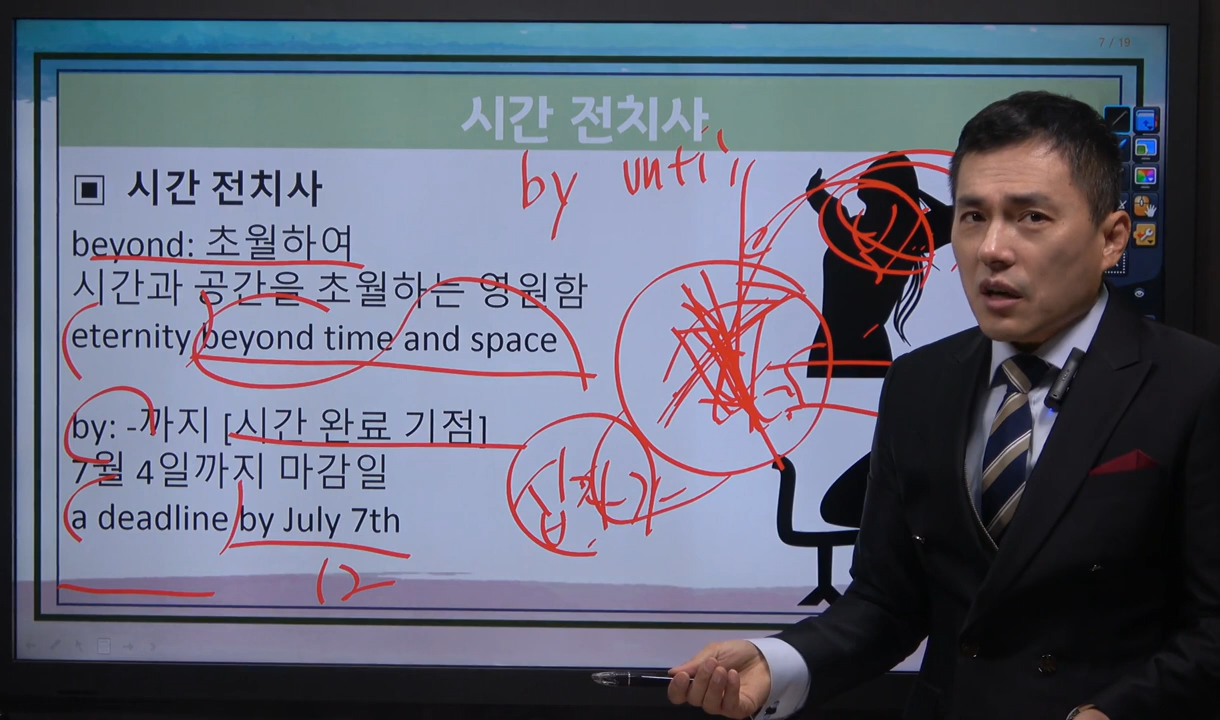 7 / 19
시간 전치사
by until
▣ 시간 전치사
beyond: 초월하여
시간과 공간을 초월하는 영원함
eternity beyond time and space
by: -까지 [시간 완료 기점]
7월 4일까지 마감일
a deadline by July 7th
12